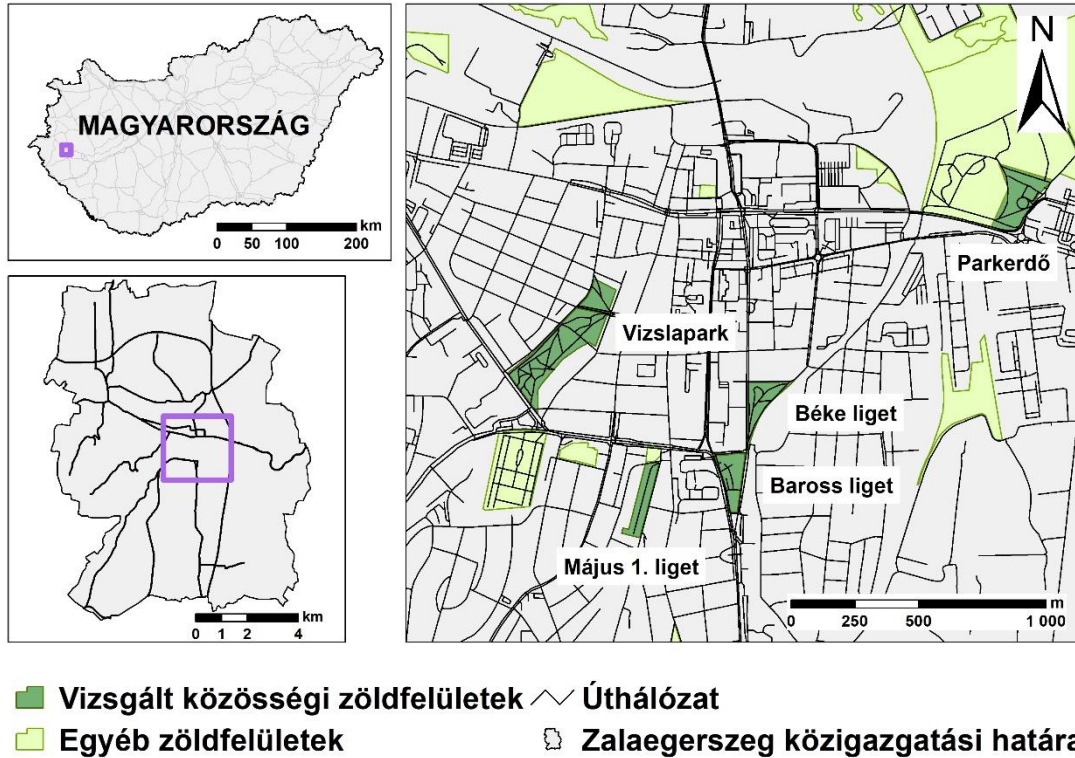 MAGYARORSZÁG
km
0 50 100 200
km
0 1 2 4
N
Parkerdő
Vizslapark
Béke liget
Baross liget
Május 1. liget
m
0 250 500 1 000
Vizsgált közösségi zöldfelületek
Úthálózat
Egyéb zöldfelületek
Zalaegerszeg közigazgatási határa